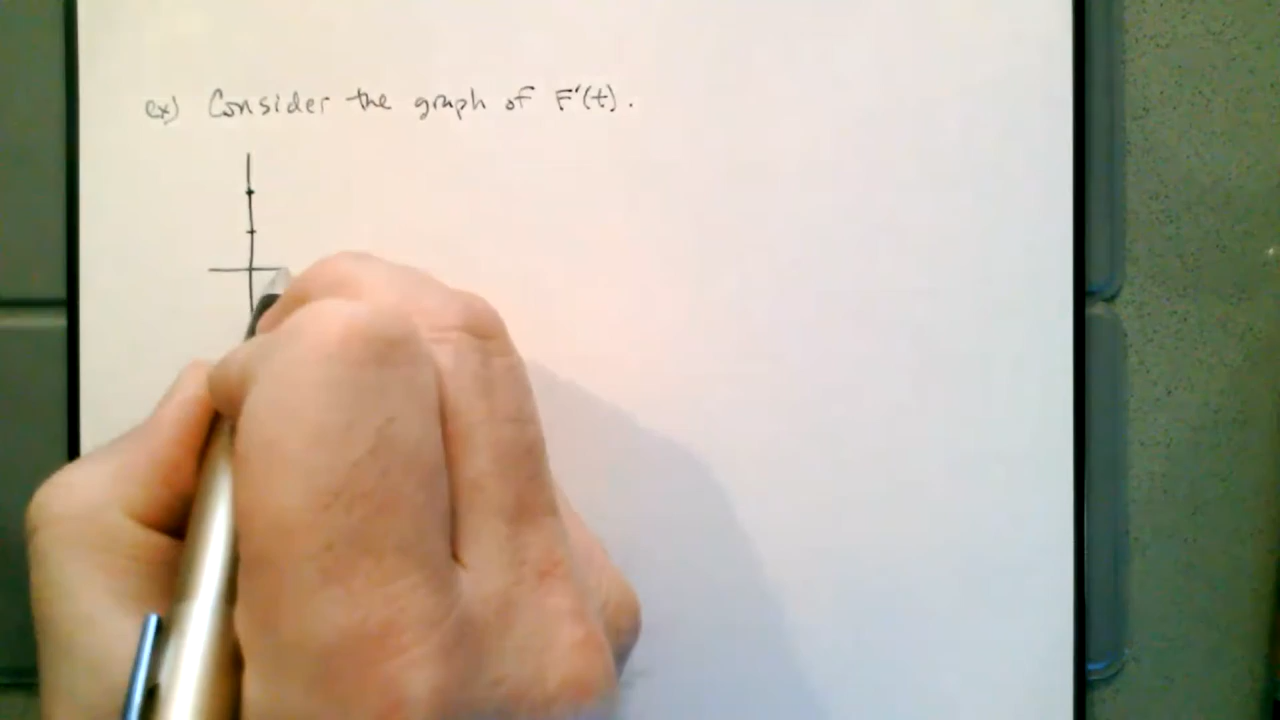 ex) Consider the graph of F'(t).